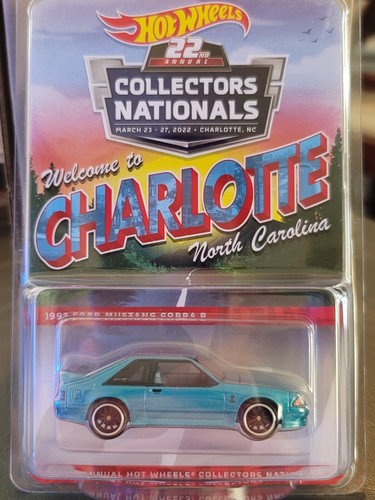 Hot Wheels
22ND
ANNUAL
COLLECTORS
NATIONALS
MARCH 23 - 27, 2022 • CHARLOTTE, NC
Welcome to
CHARLOTTE
North Carolina
1993 FORD MUSTANG COBRA R
ANNUAL HOT WHEELS® COLLECTORS NATI